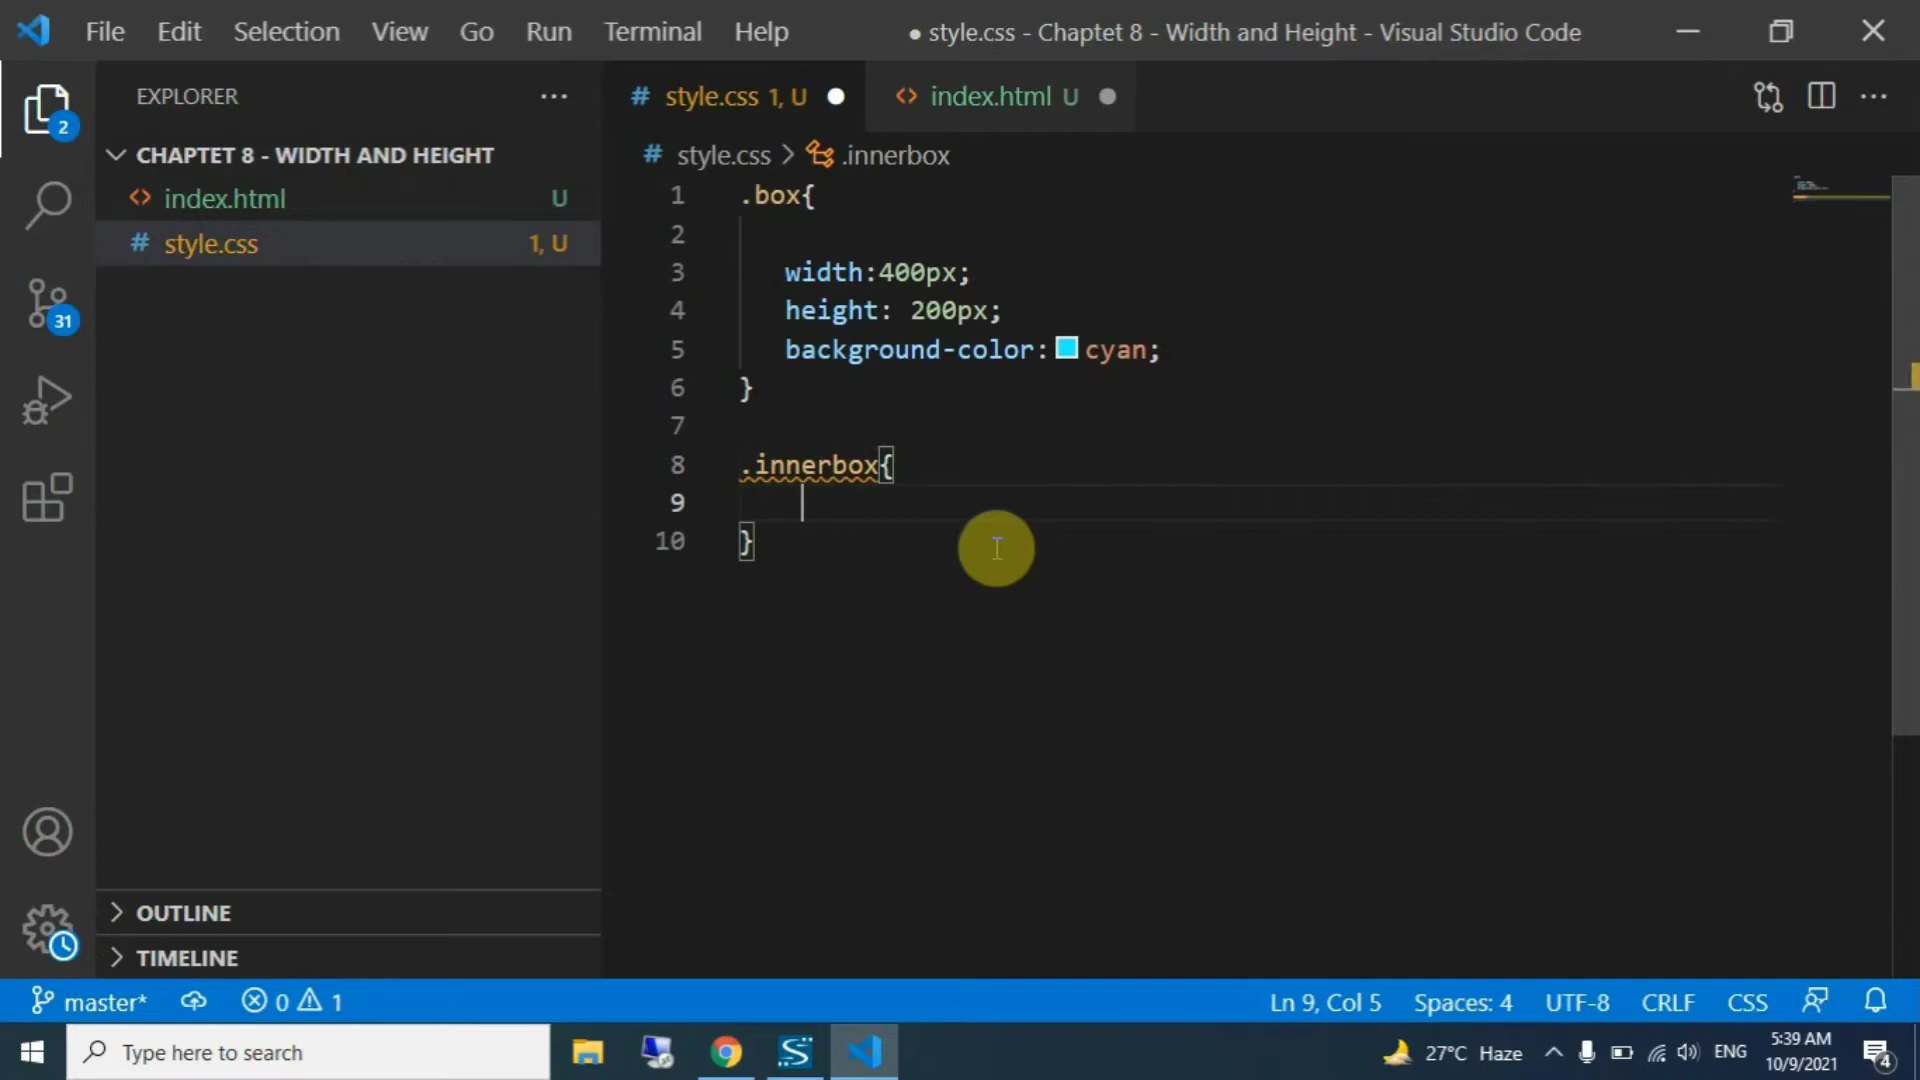 File Edit Selection View Go Run Terminal Help ● style.css - Chaptet 8 - Width and Height - Visual Studio Code
EXPLORER ···
# style.css 1, U ●
<> index.html U ●
···
2
CHAPTET 8 - WIDTH AND HEIGHT
# style.css > .innerbox
<> index.html U
# style.css 1, U
31
1 .box{
2
3 width:400px;
4 height: 200px;
5 background-color: cyan;
6 }
7
8 .innerbox{
9
10 }
OUTLINE
TIMELINE
master* 0 1 Ln 9, Col 5 Spaces: 4 UTF-8 CRLF CSS
Type here to search
27°C Haze ENG
5:39 AM
10/9/2021
4